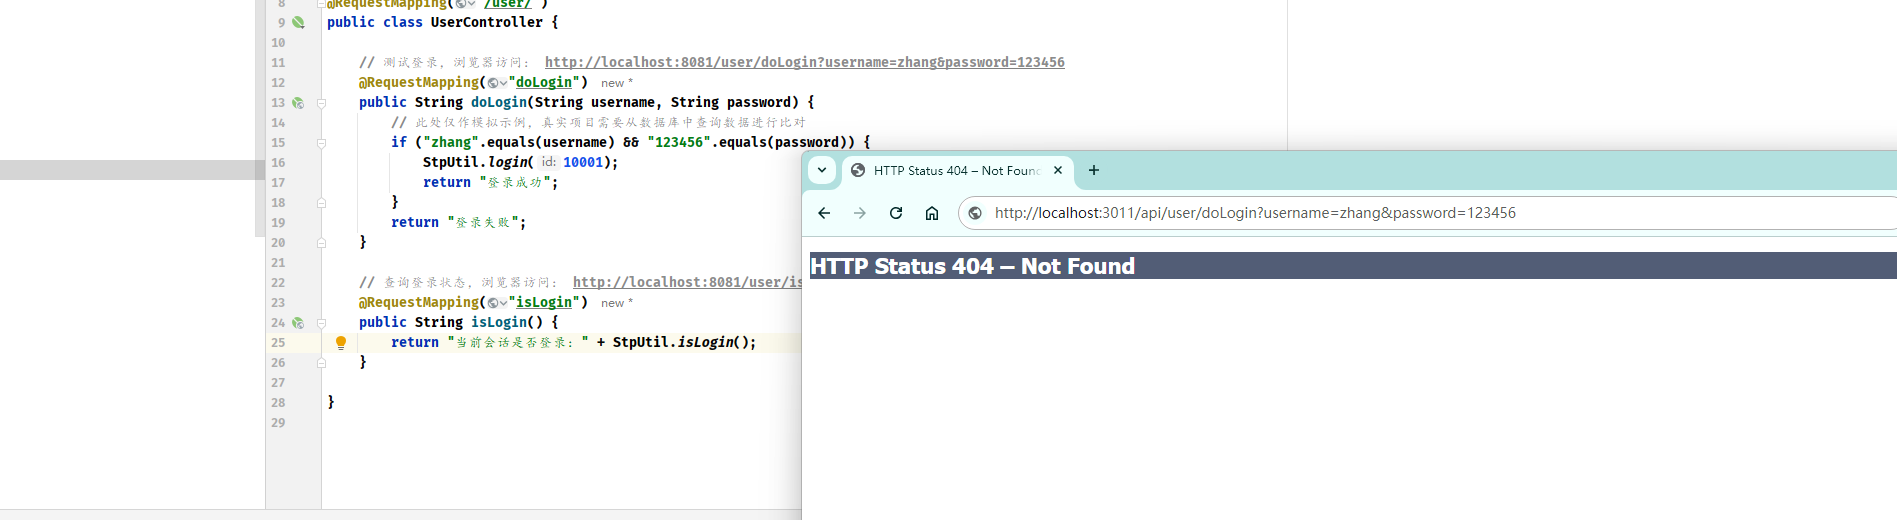 8 @RequestMapping("/user/")
9 public class UserController {
10
11 // 测试登录，浏览器访问： http://localhost:8081/user/doLogin?username=zhang&password=123456
12 @RequestMapping("doLogin") new *
13 public String doLogin(String username, String password) {
14 // 此处仅作模拟示例，真实项目需要从数据库中查询数据进行比对
15 if ("zhang".equals(username) && "123456".equals(password)) {
16 StpUtil.login( id: 10001);
17 return "登录成功";
18 }
19 return "登录失败";
20 }
21
22 // 查询登录状态，浏览器访问： http://localhost:8081/user/is
23 @RequestMapping("isLogin") new *
24 public String isLogin() {
25 return "当前会话是否登录：" + StpUtil.isLogin();
26 }
27
28 }
29
HTTP Status 404 – Not Found
http://localhost:3011/api/user/doLogin?username=zhang&password=123456
HTTP Status 404 – Not Found